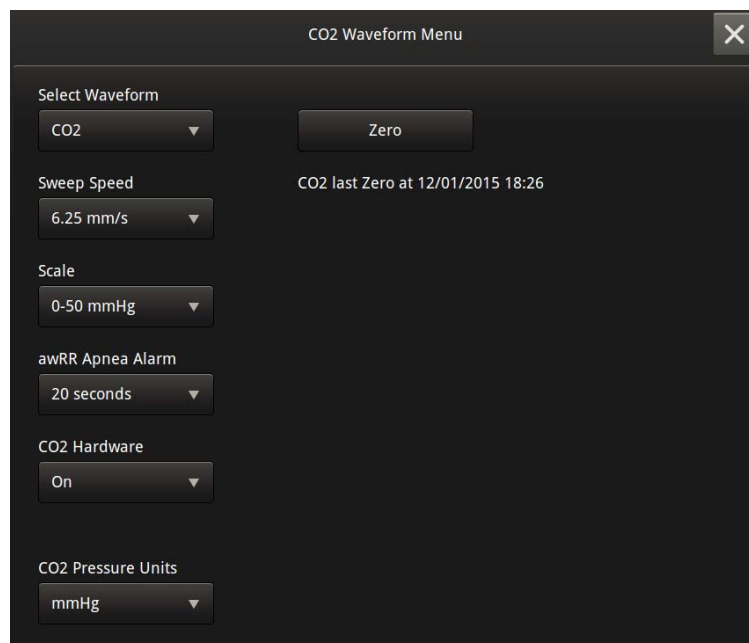 CO2 Waveform Menu
Select Waveform
CO2
Zero
Sweep Speed
CO2 last Zero at 12/01/2015 18:26
6.25 mm/s
Scale
0-50 mmHg
awRR Apnea Alarm
20 seconds
CO2 Hardware
On
CO2 Pressure Units
mmHg